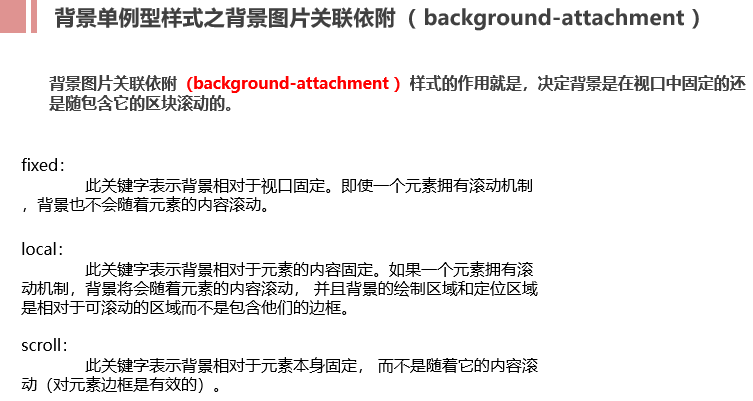 背景单例型样式之背景图片关联依附（ background-attachment ）
背景图片关联依附（background-attachment ）样式的作用就是，决定背景是在视口中固定的还
是随包含它的区块滚动的。
fixed：
此关键字表示背景相对于视口固定。即使一个元素拥有滚动机制
，背景也不会随着元素的内容滚动。
local：
此关键字表示背景相对于元素的内容固定。如果一个元素拥有滚
动机制，背景将会随着元素的内容滚动， 并且背景的绘制区域和定位区域
是相对于可滚动的区域而不是包含他们的边框。
scroll：
此关键字表示背景相对于元素本身固定， 而不是随着它的内容滚
动（对元素边框是有效的）。